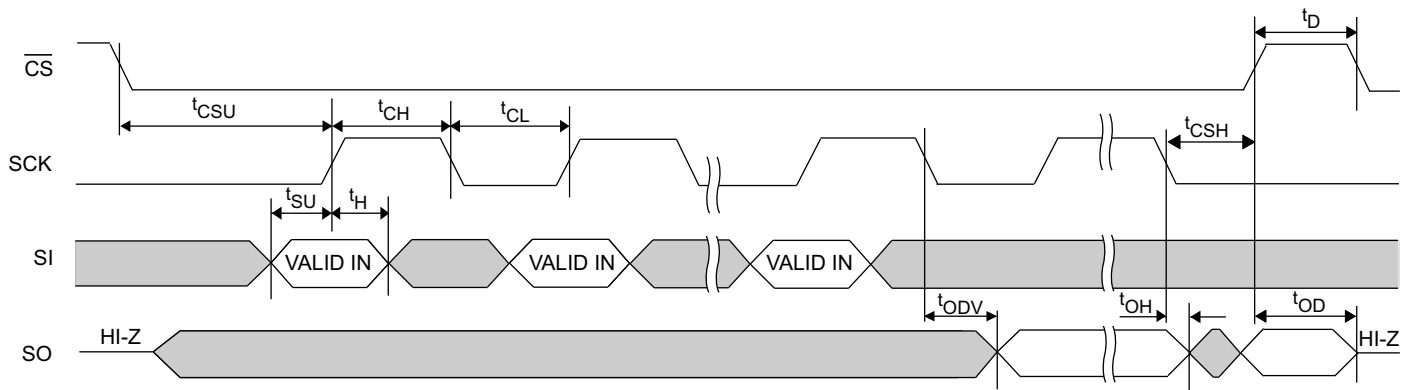 tD
CS
tCSU
tCH
tCL
tCSH
SCK
tSU
tH
SI
VALID IN
VALID IN
VALID IN
tODV
tOH
tOD
HI-Z
SO
HI-Z